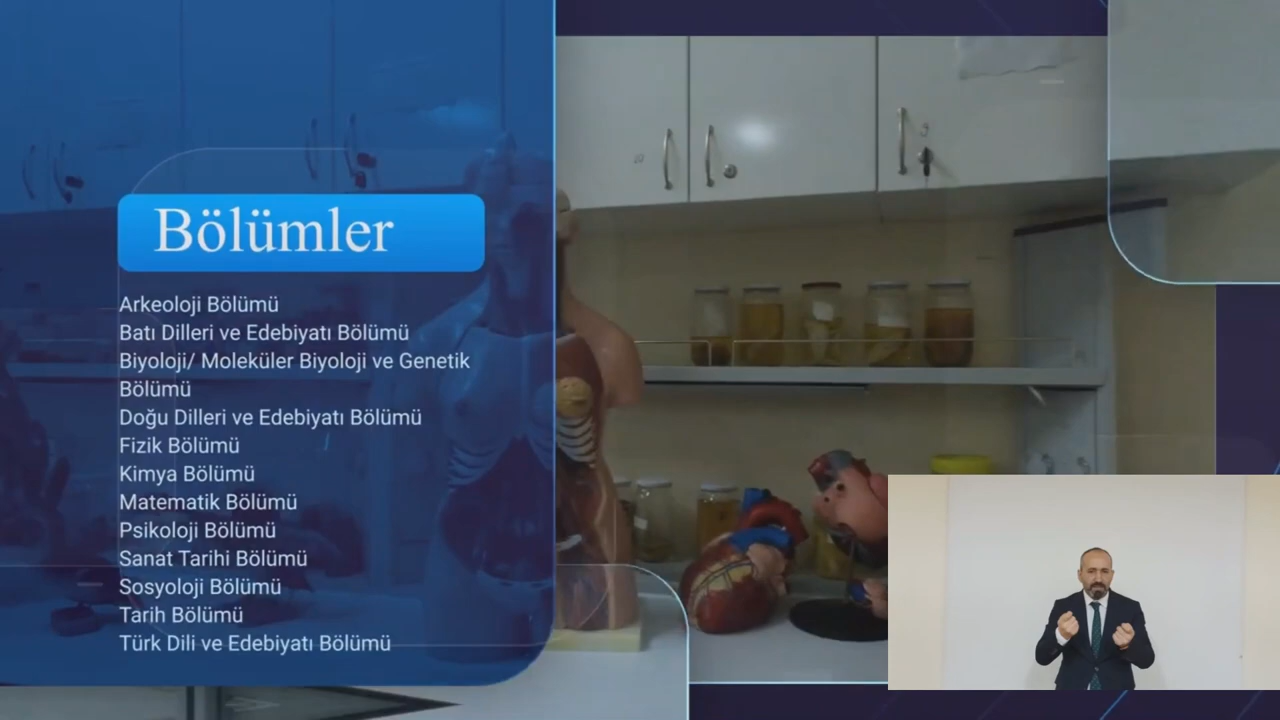 Bölümler
Arkeoloji Bölümü
Batı Dilleri ve Edebiyatı Bölümü
Biyoloji/ Moleküler Biyoloji ve Genetik
Bölümü
Doğu Dilleri ve Edebiyatı Bölümü
Fizik Bölümü
Kimya Bölümü
Matematik Bölümü
Psikoloji Bölümü
Sanat Tarihi Bölümü
Sosyoloji Bölümü
Tarih Bölümü
Türk Dili ve Edebiyatı Bölümü